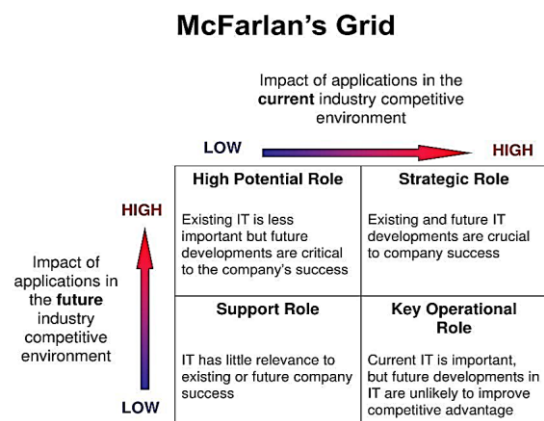 McFarlan's Grid
Impact of applications in the
current industry competitive
environment
LOW
HIGH
HIGH
Impact of
applications in
the future
industry
competitive
environment
LOW
High Potential Role
Existing IT is less
important but future
developments are critical
to the company's success
Strategic Role
Existing and future IT
developments are crucial
to company success
Support Role
IT has little relevance to
existing or future company
success
Key Operational
Role
Current IT is important,
but future developments in
IT are unlikely to improve
competitive advantage